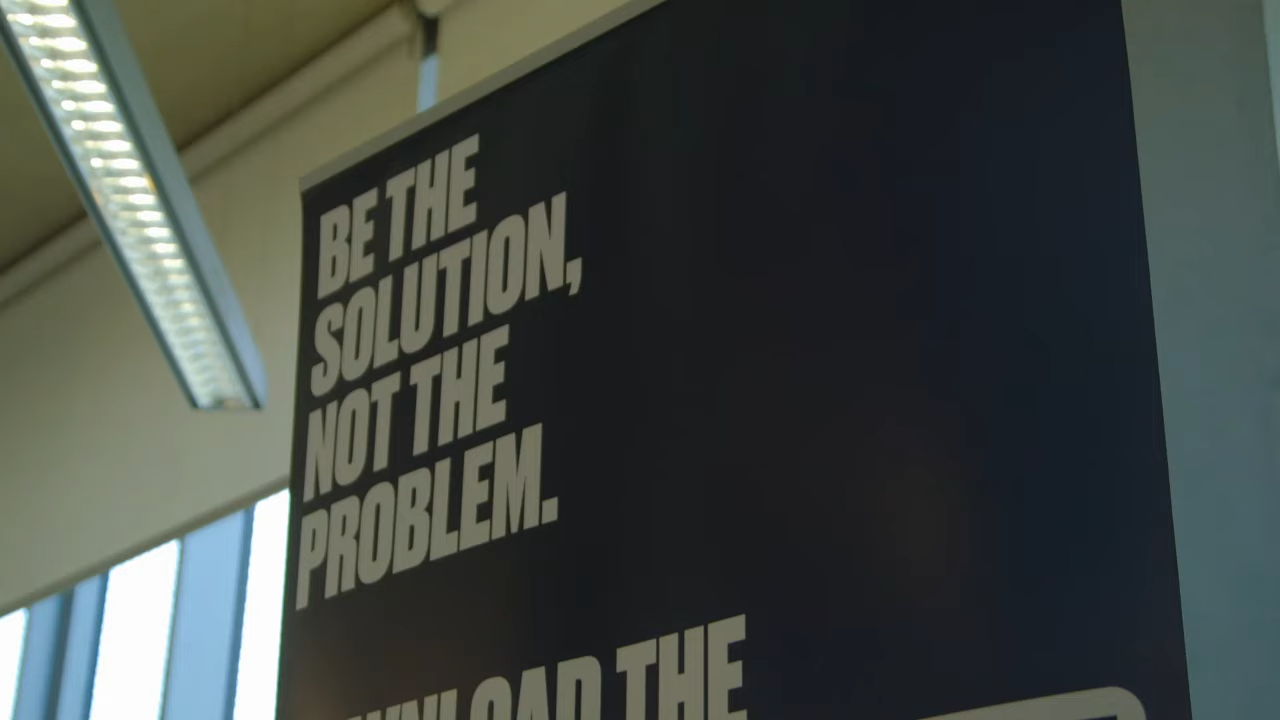 BE THE
SOLUTION,
NOT THE
PROBLEM.
DOWNLOAD THE